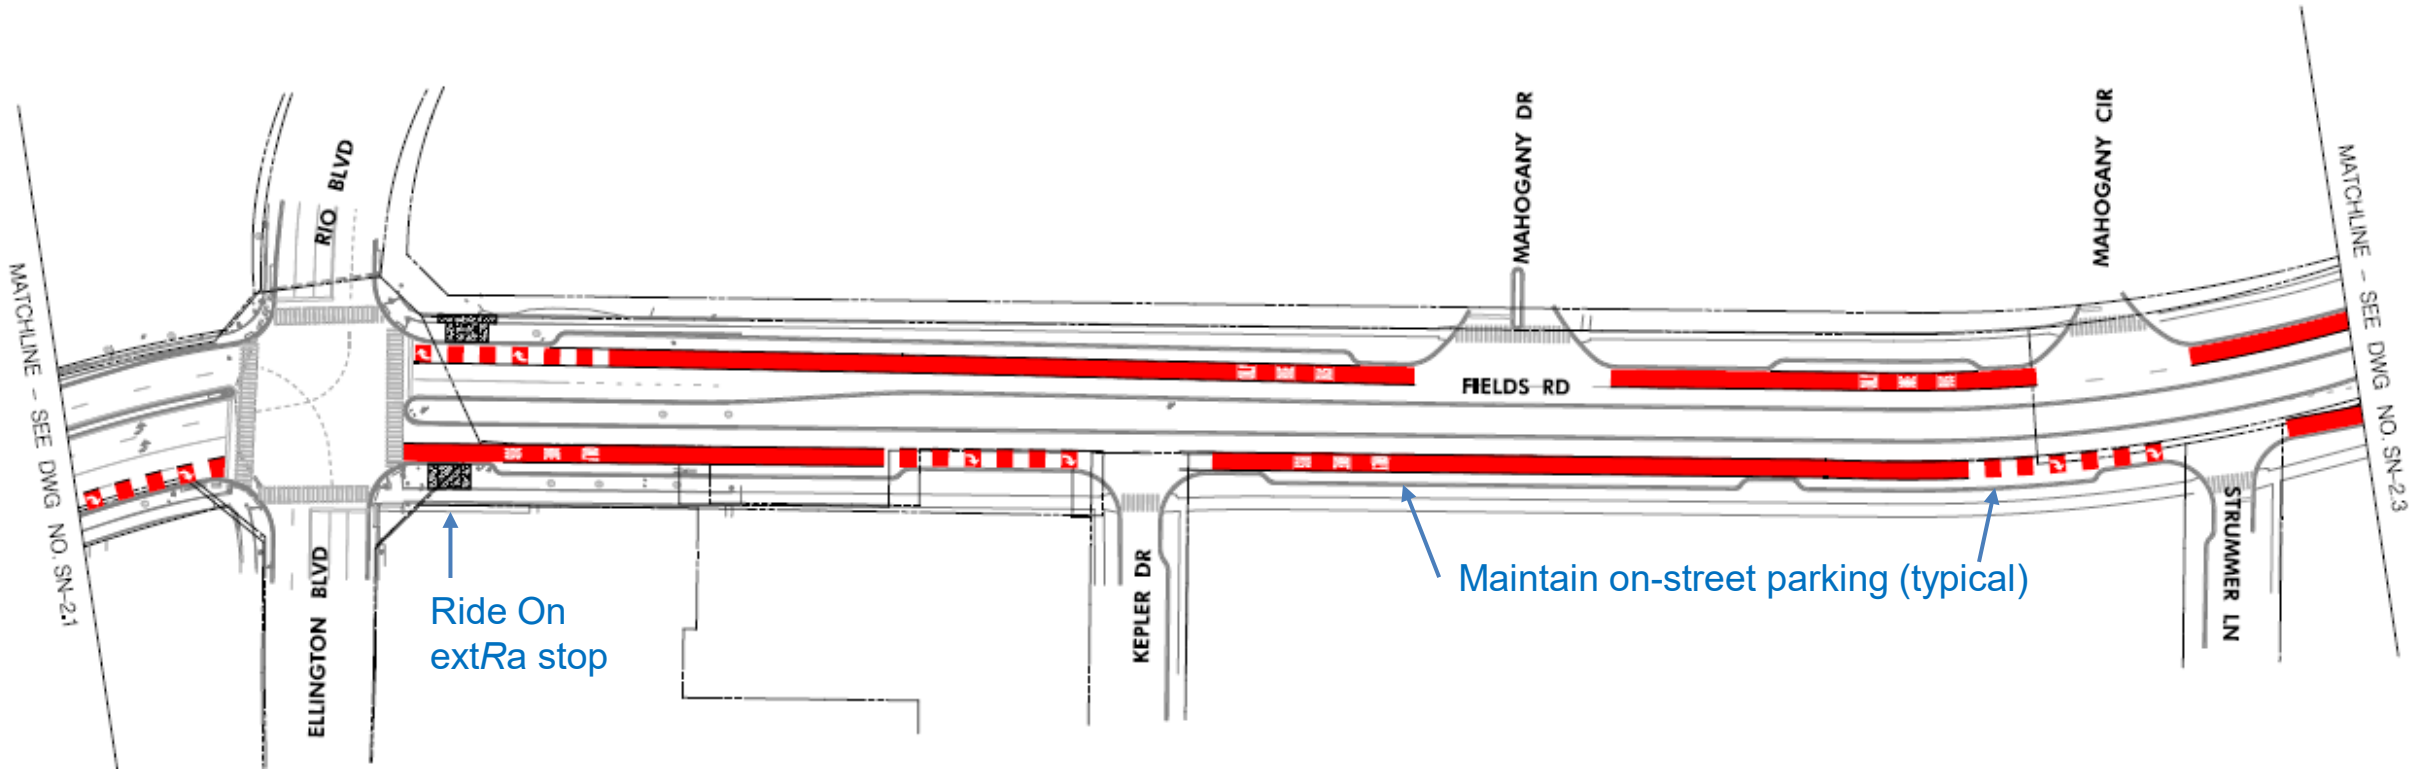 MATCHLINE - SEE DWG NO. SN-2.1
RIO BLVD
ELLINGTON BLVD
Ride On
extRa stop
KEPLER DR
FIELDS RD
MAHOGANY DR
Maintain on-street parking (typical)
MAHOGANY CIR
STRUMMER LN
MATCHLINE - SEE DWG NO. SN-2.3